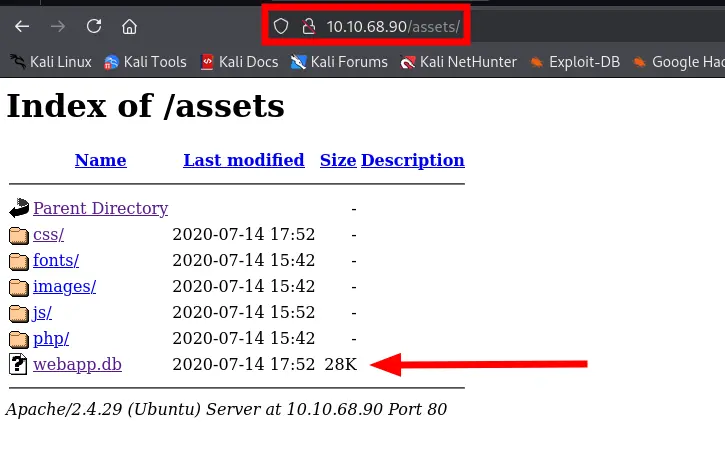 10.10.68.90/assets/
Kali Linux Kali Tools Kali Docs Kali Forums Kali NetHunter Exploit-DB Google Hac
Index of /assets
Name Last modified Size Description
Parent Directory -
css/ 2020-07-14 17:52 -
fonts/ 2020-07-14 15:42 -
images/ 2020-07-14 15:42 -
js/ 2020-07-14 15:52 -
php/ 2020-07-14 15:42 -
webapp.db 2020-07-14 17:52 28K
Apache/2.4.29 (Ubuntu) Server at 10.10.68.90 Port 80